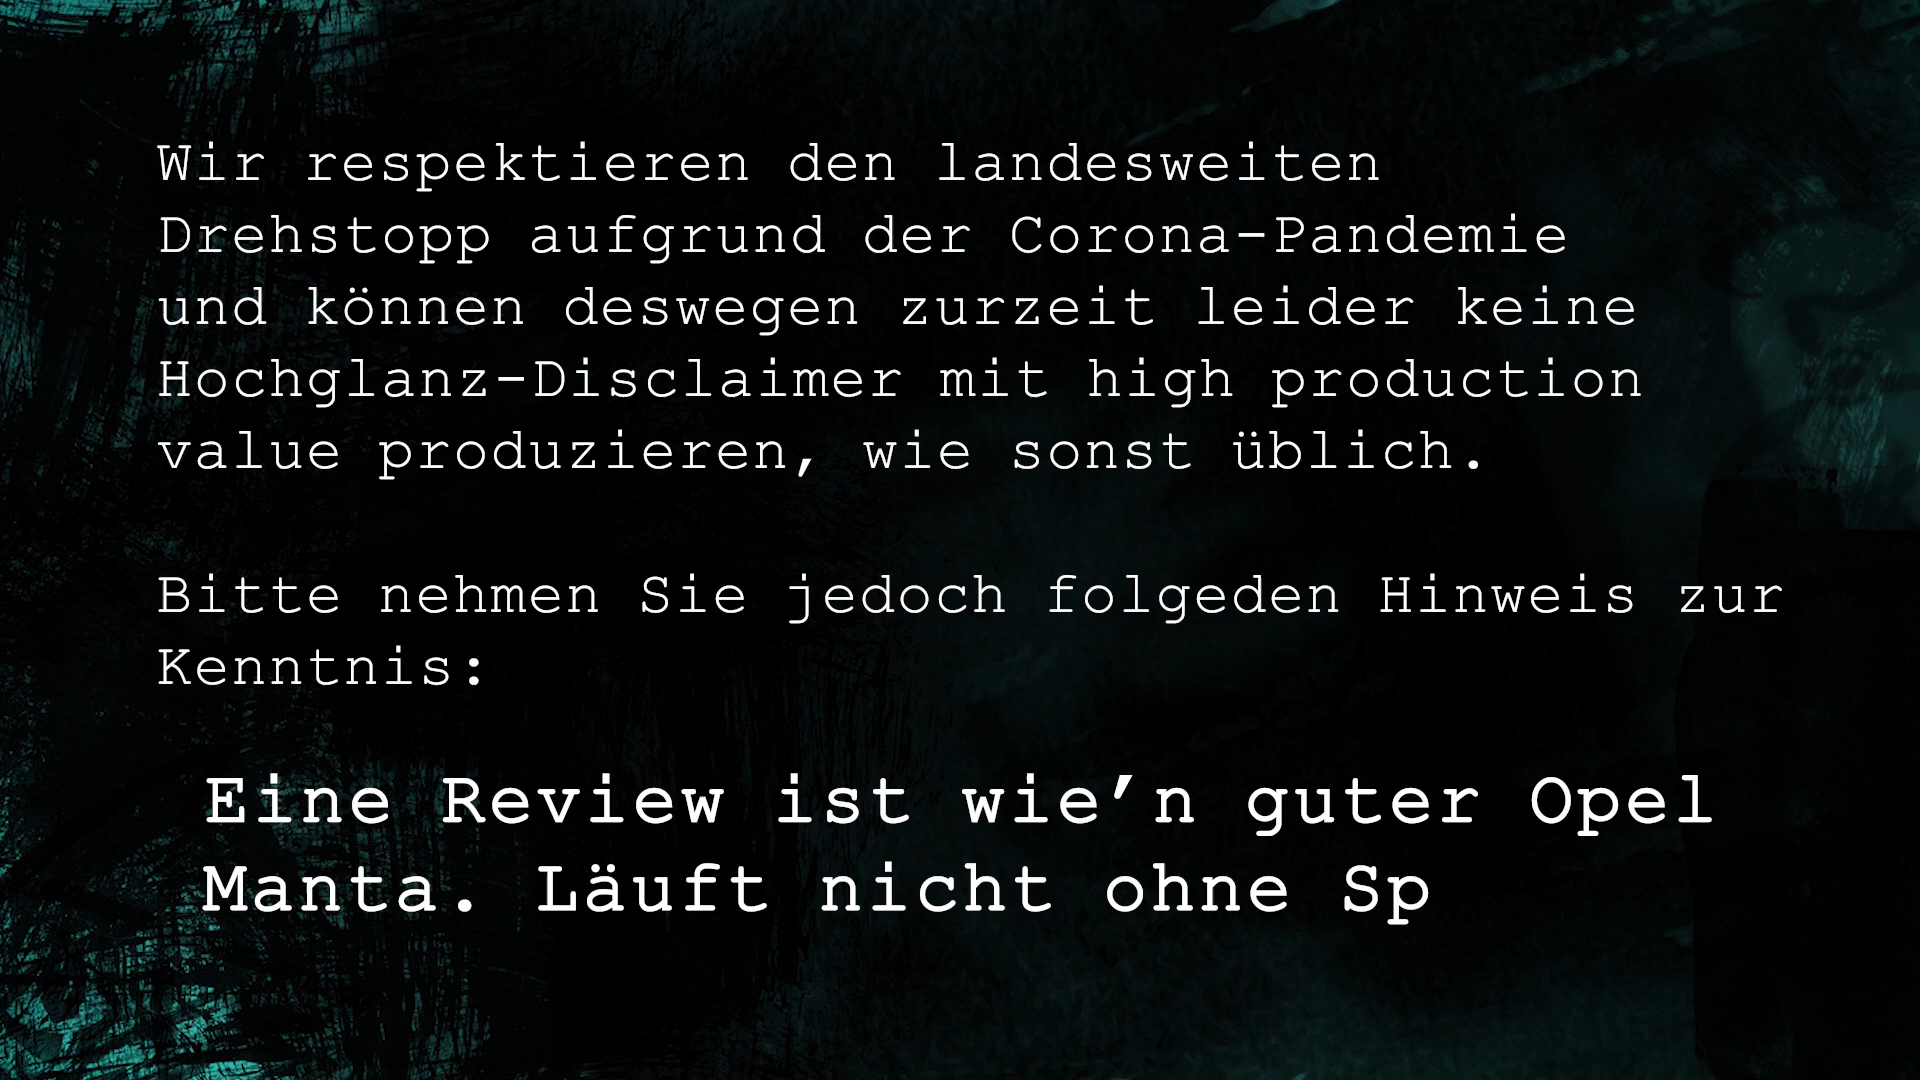 Wir respektieren den landesweiten
Drehstopp aufgrund der Corona-Pandemie
und können deswegen zurzeit leider keine
Hochglanz-Disclaimer mit high production
value produzieren, wie sonst üblich.
Bitte nehmen Sie jedoch folgeden Hinweis zur
Kenntnis:
Eine Review ist wie’n guter Opel
Manta. Läuft nicht ohne Sp